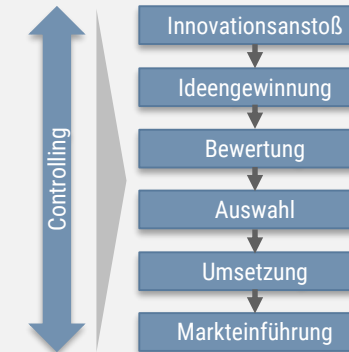 Controlling
Innovationsanstoß
Ideengewinnung
Bewertung
Auswahl
Umsetzung
Markteinführung